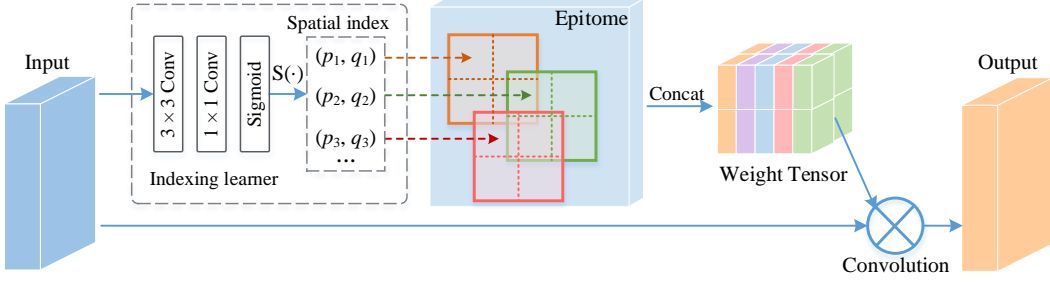 Input
3 × 3 Conv
1 × 1 Conv
Sigmoid
Indexing learner
S(·)
Spatial index
(p1, q1)
(p2, q2)
(p3, q3)
...
Epitome
Concat
Weight Tensor
Convolution
Output